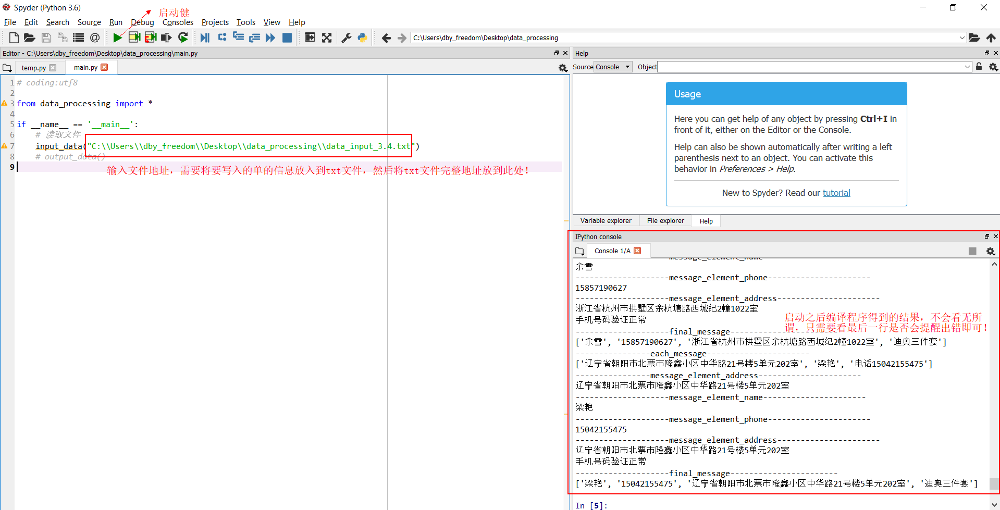 Spyder (Python 3.6)
启动健
File Edit Search Source Run Debug Consoles Projects Tools View Help
C:\Users\dby_freedom\Desktop\data_processing
Editor - C:\Users\dby_freedom\Desktop\data_processing\main.py
temp.py main.py
1 # coding:utf8
2
3 from data_processing import *
4
5 if __name__ == '__main__':
6 # 读取文件
7 input_data("C:\\Users\\dby_freedom\\Desktop\\data_processing\\data_input_3.4.txt")
8 # output_data()
9
输入文件地址，需要将要写入的单的信息放入到txt文件，然后将txt文件完整地址放到此处！
Help
Source Console Object
Usage
Here you can get help of any object by pressing Ctrl+I in
front of it, either on the Editor or the Console.
Help can also be shown automatically after writing a left
parenthesis next to an object. You can activate this
behavior in Preferences > Help.
New to Spyder? Read our tutorial
Variable explorer File explorer Help
IPython console
Console 1/A
message_element_name
余雪
--------------------message_element_phone----------------------
15857190627
--------------------message_element_address----------------------
浙江省杭州市拱墅区余杭塘路西城纪2幢1022室
手机号码验证正常
启动之后编译程序得到的结果，不会看无所
谓，只需要看最后一行是否会提醒出错即可！
--------------------final_message-----------------------
['余雪', '15857190627', '浙江省杭州市拱墅区余杭塘路西城纪2幢1022室', '迪奥三件套']
----------------each_message----------------------
['辽宁省朝阳市北票市隆鑫小区中华路21号楼5单元202室', '梁艳', '电话15042155475']
----------------message_element_address----------------------
辽宁省朝阳市北票市隆鑫小区中华路21号楼5单元202室
--------------------message_element_name----------------------
梁艳
--------------------message_element_phone----------------------
15042155475
--------------------message_element_address----------------------
辽宁省朝阳市北票市隆鑫小区中华路21号楼5单元202室
手机号码验证正常
--------------------final_message-----------------------
['梁艳', '15042155475', '辽宁省朝阳市北票市隆鑫小区中华路21号楼5单元202室', '迪奥三件套']
In [5]: